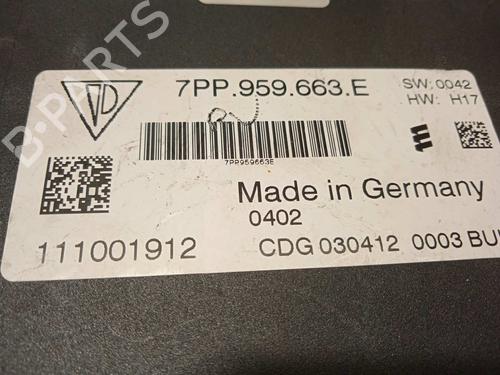 7PP.959.663.E
SW: 0042
HW: H17
7PP959663E
Made in Germany
0402
111001912
CDG 030412 0003 BU
B-PARTS